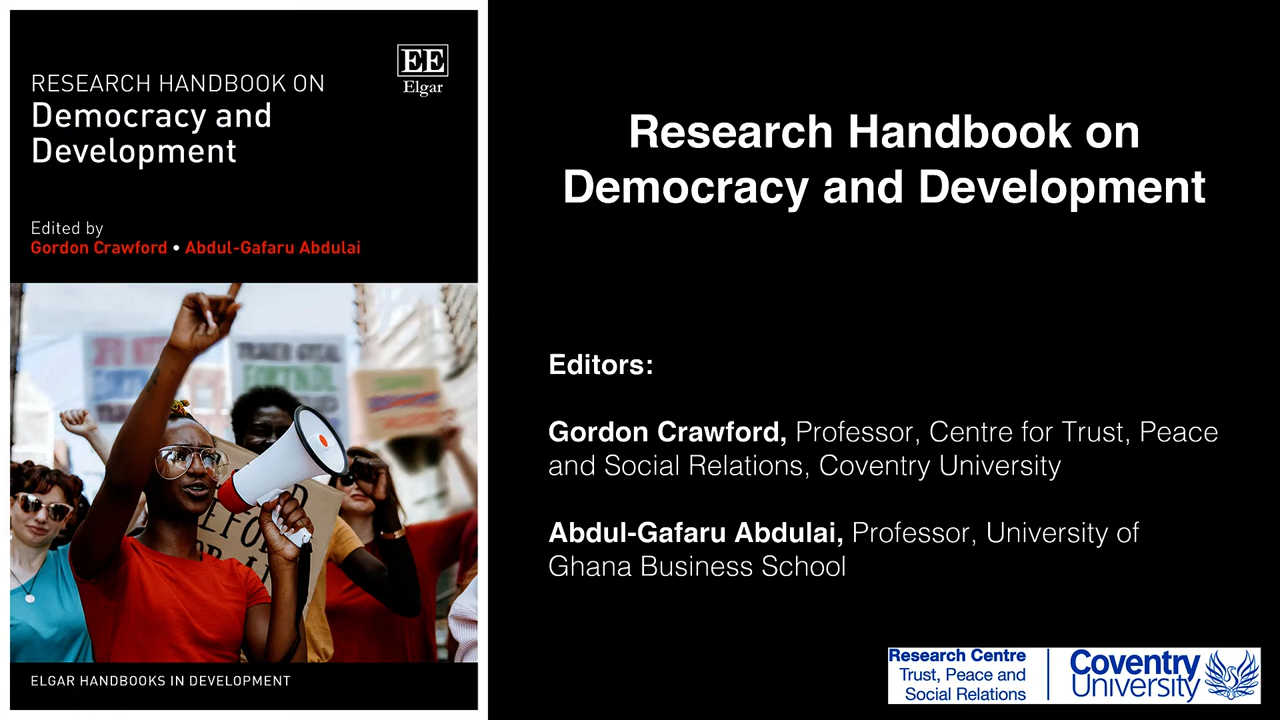 RESEARCH HANDBOOK ON
Democracy and
Development
EE
Elgar
Edited by
Gordon Crawford • Abdul-Gafaru Abdulai
ELGAR HANDBOOKS IN DEVELOPMENT
Research Handbook on
Democracy and Development
Editors:
Gordon Crawford, Professor, Centre for Trust, Peace
and Social Relations, Coventry University
Abdul-Gafaru Abdulai, Professor, University of
Ghana Business School
Research Centre
Trust, Peace and
Social Relations
Coventry
University